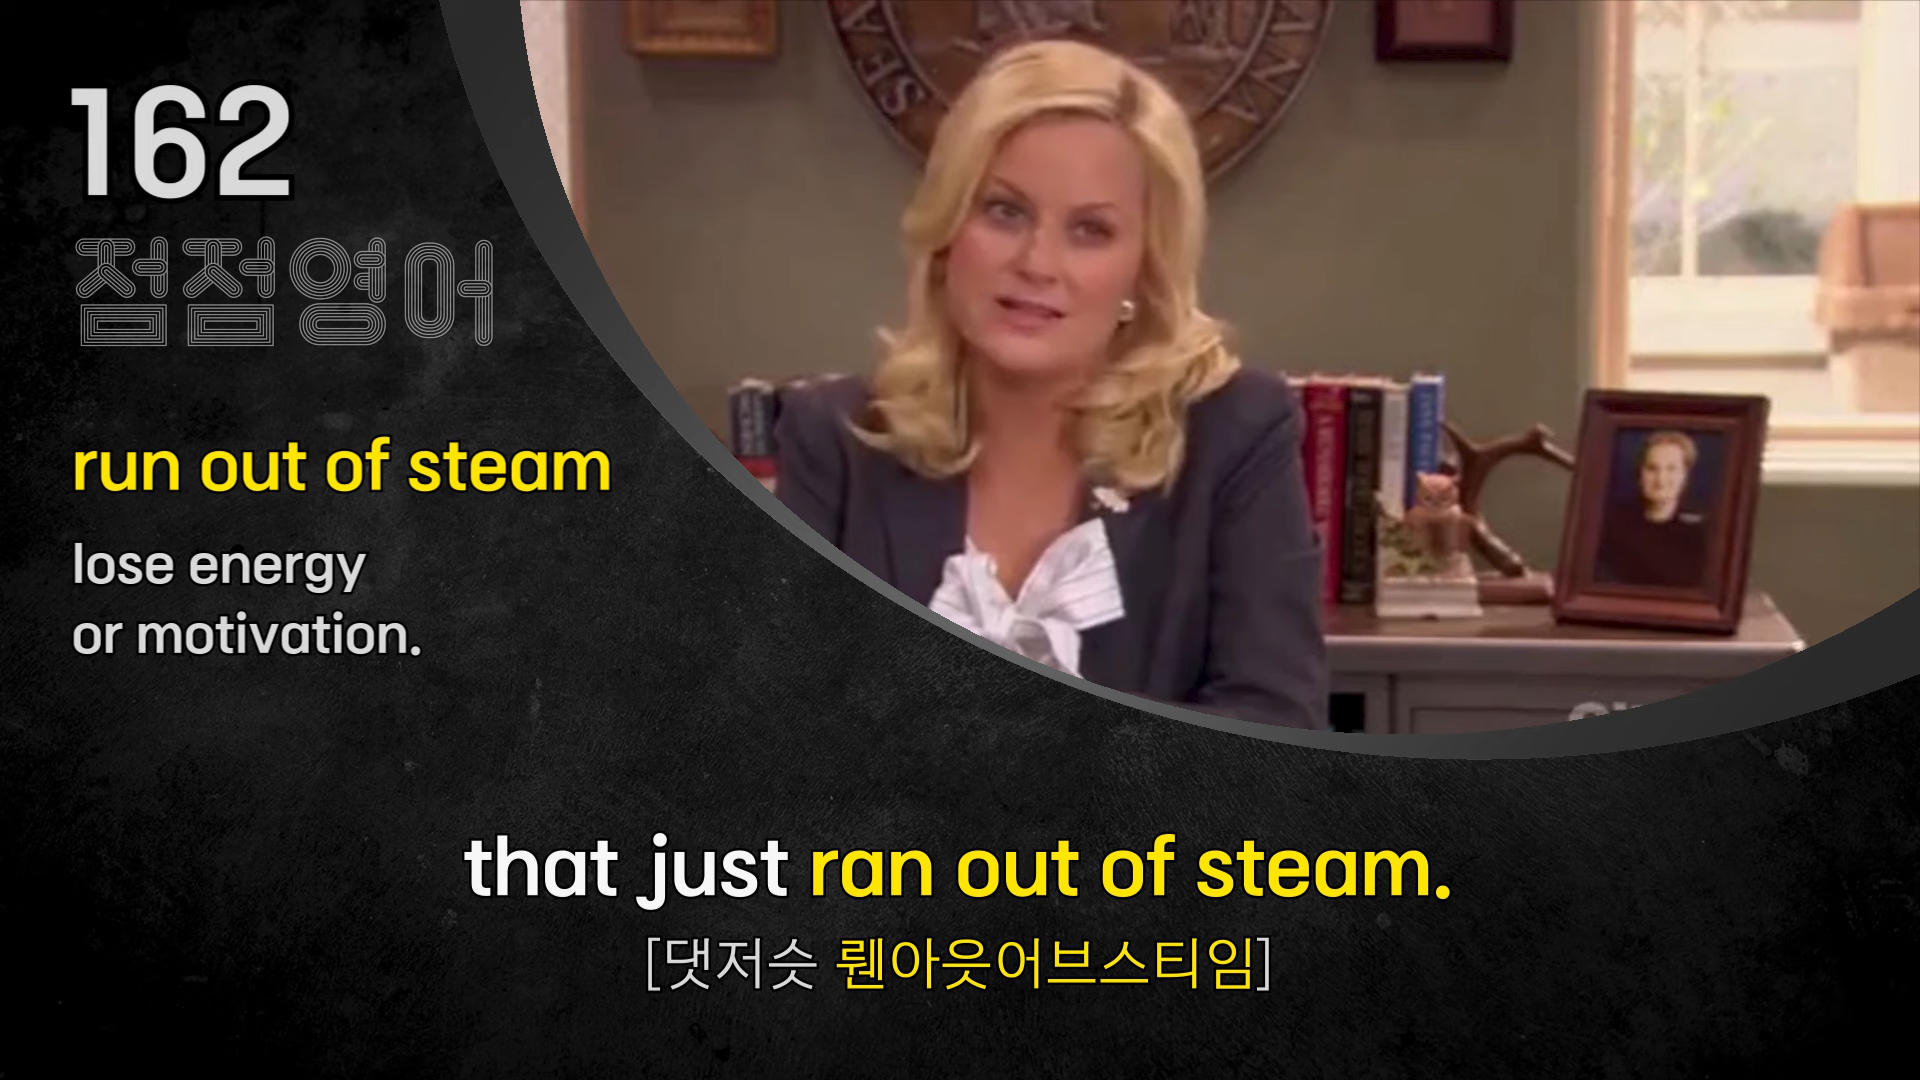 162
점점영어
run out of steam
lose energy
or motivation.
that just ran out of steam.
[댓저슷 뤤아웃어브스티임]